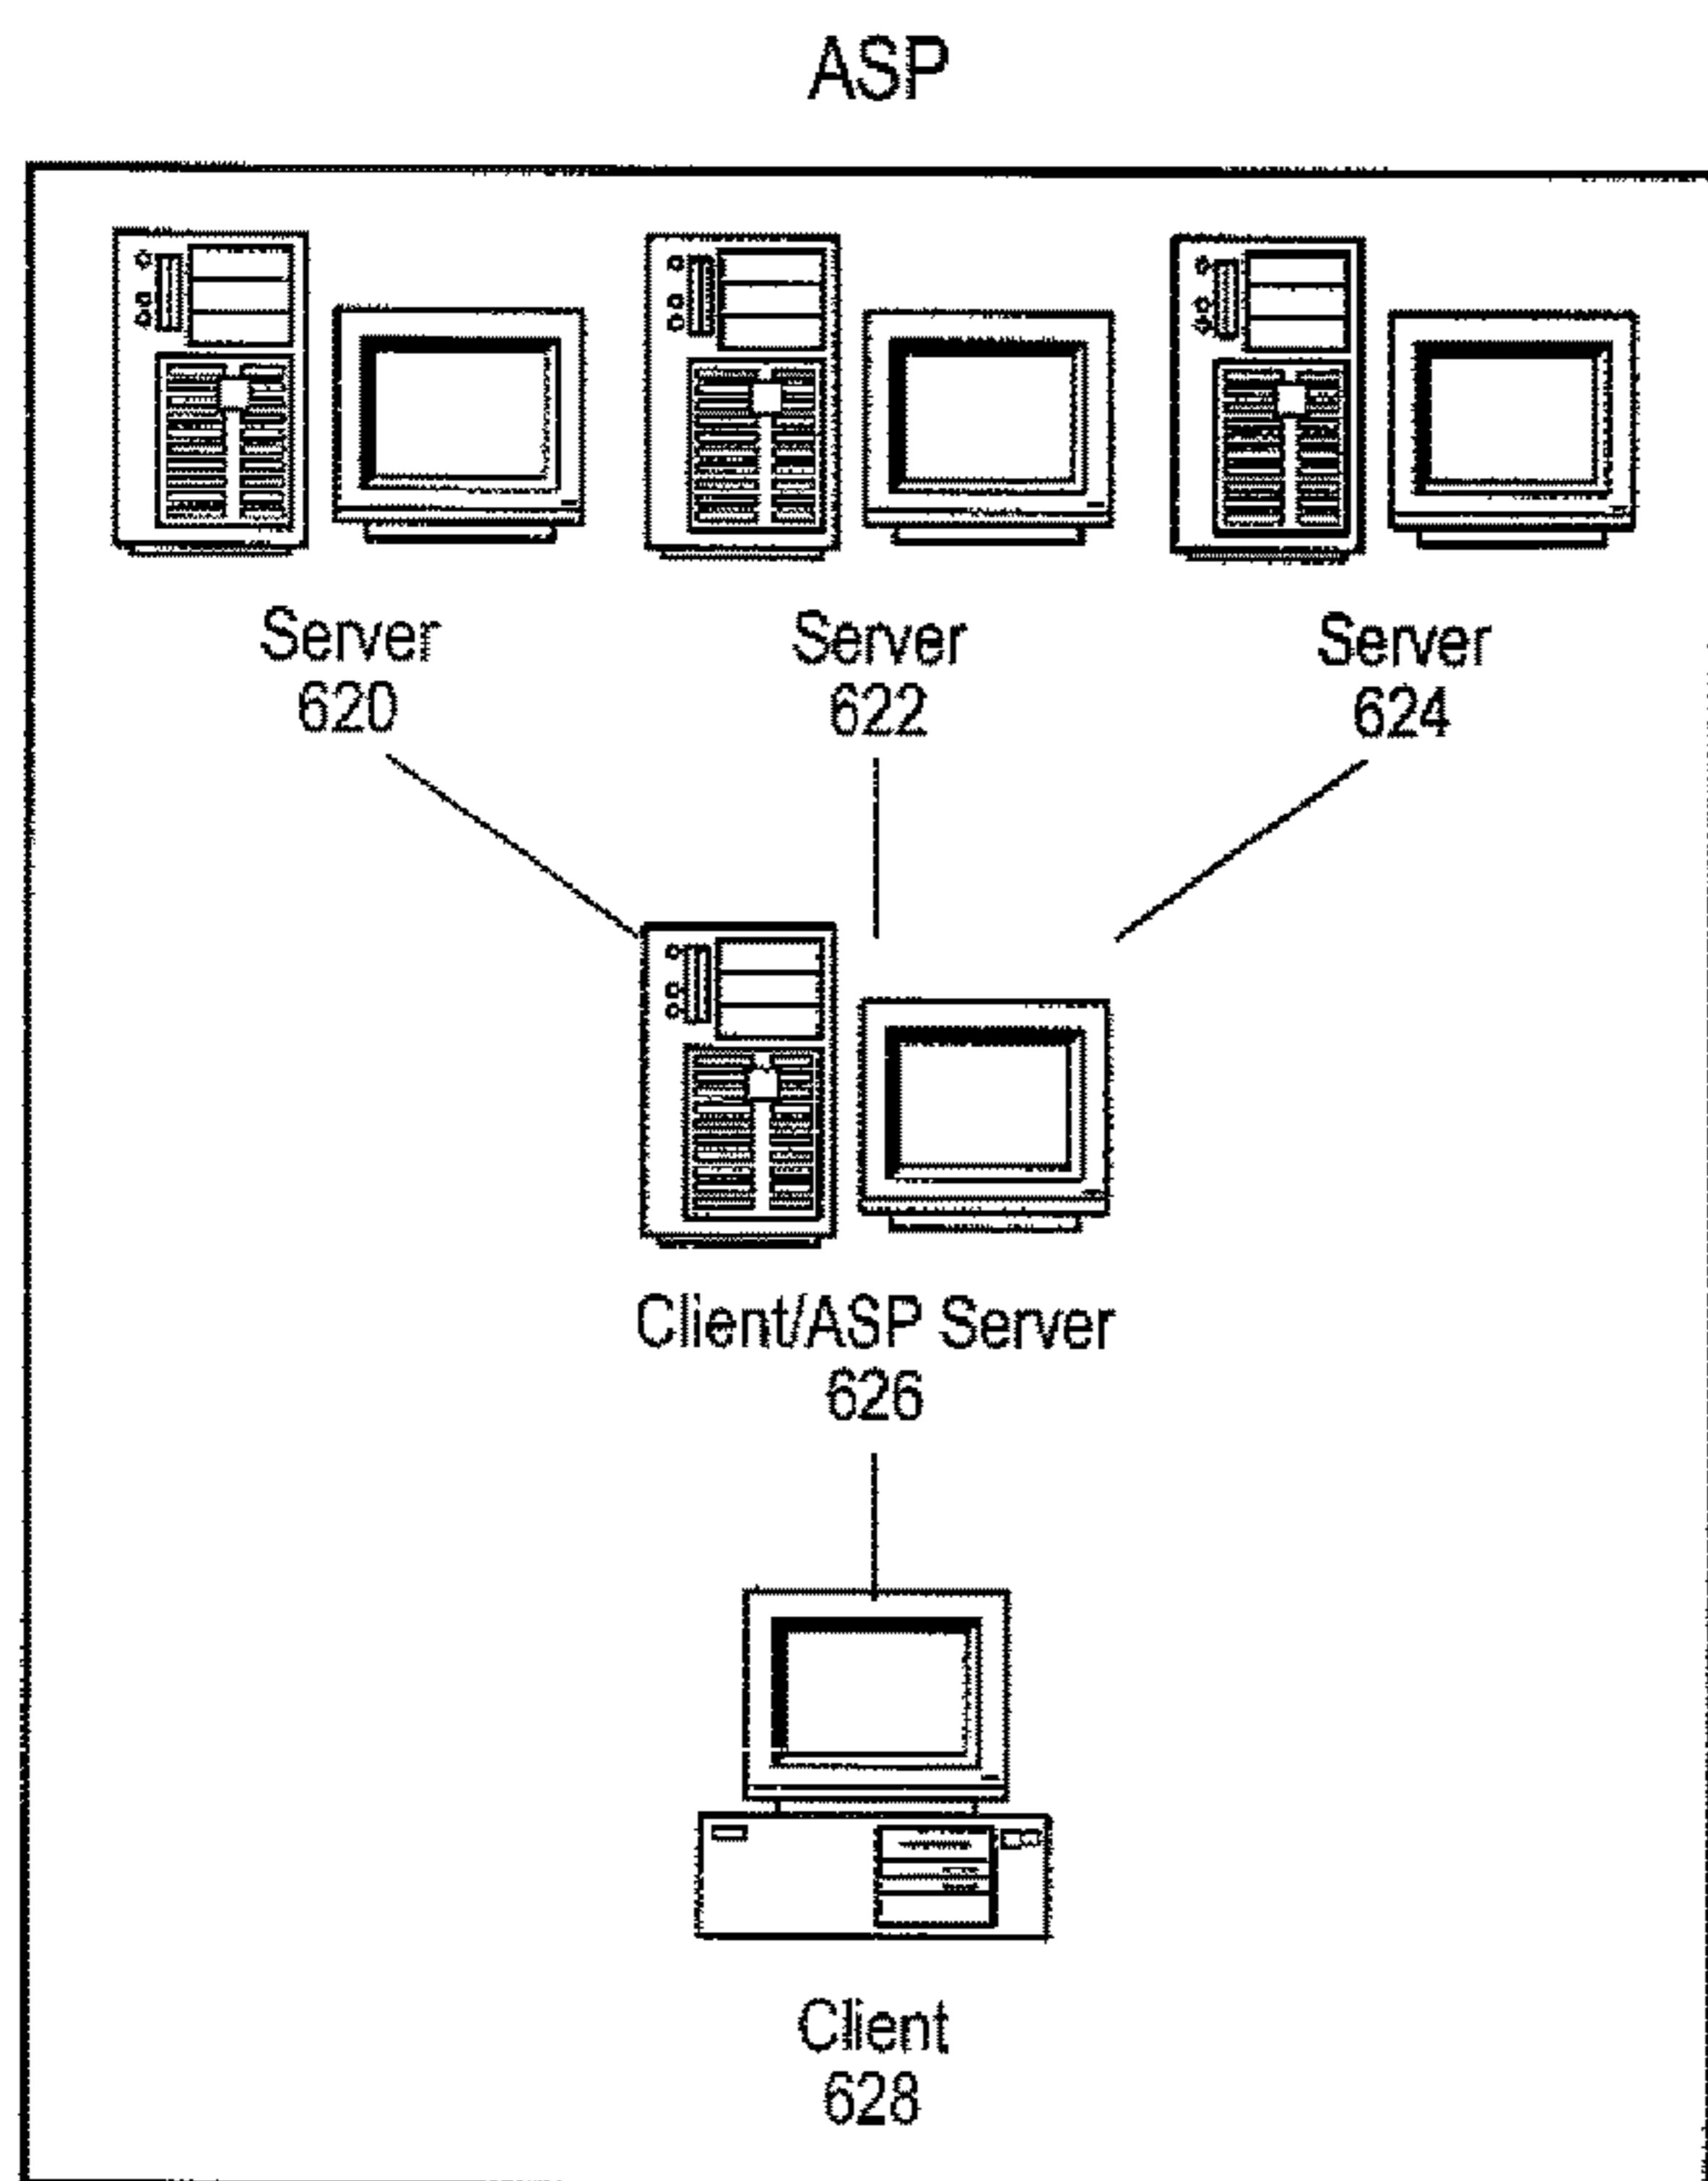 ASP
Server
620
Server
622
Server
624
Client/ASP Server
626
Client
628